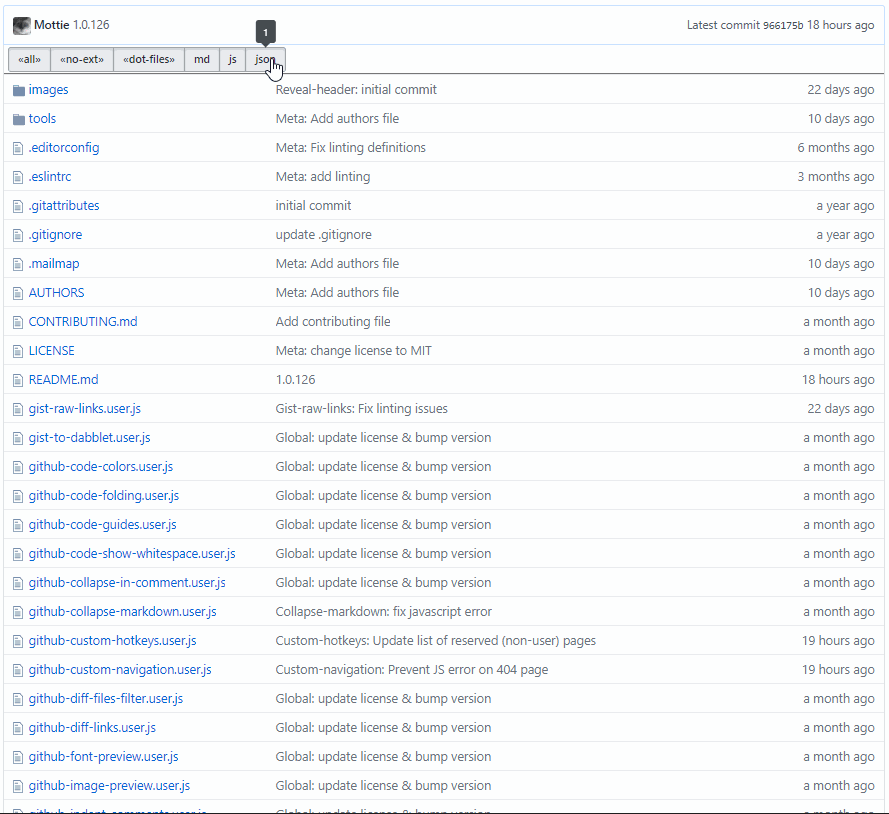 Mottie 1.0.126 Latest commit 966175b 18 hours ago
1
«all» «no-ext» «dot-files» md js json
images Reveal-header: initial commit 22 days ago
tools Meta: Add authors file 10 days ago
.editorconfig Meta: Fix linting definitions 6 months ago
.eslintrc Meta: add linting 3 months ago
.gitattributes initial commit a year ago
.gitignore update .gitignore a year ago
.mailmap Meta: Add authors file 10 days ago
AUTHORS Meta: Add authors file 10 days ago
CONTRIBUTING.md Add contributing file a month ago
LICENSE Meta: change license to MIT a month ago
README.md 1.0.126 18 hours ago
gist-raw-links.user.js Gist-raw-links: Fix linting issues 22 days ago
gist-to-dabblet.user.js Global: update license & bump version a month ago
github-code-colors.user.js Global: update license & bump version a month ago
github-code-folding.user.js Global: update license & bump version a month ago
github-code-guides.user.js Global: update license & bump version a month ago
github-code-show-whitespace.user.js Global: update license & bump version a month ago
github-collapse-in-comment.user.js Global: update license & bump version a month ago
github-collapse-markdown.user.js Collapse-markdown: fix javascript error a month ago
github-custom-hotkeys.user.js Custom-hotkeys: Update list of reserved (non-user) pages 19 hours ago
github-custom-navigation.user.js Custom-navigation: Prevent JS error on 404 page 19 hours ago
github-diff-files-filter.user.js Global: update license & bump version a month ago
github-diff-links.user.js Global: update license & bump version a month ago
github-font-preview.user.js Global: update license & bump version a month ago
github-image-preview.user.js Global: update license & bump version a month ago
github-indent-comments.user.js Global: update license & bump version a month ago